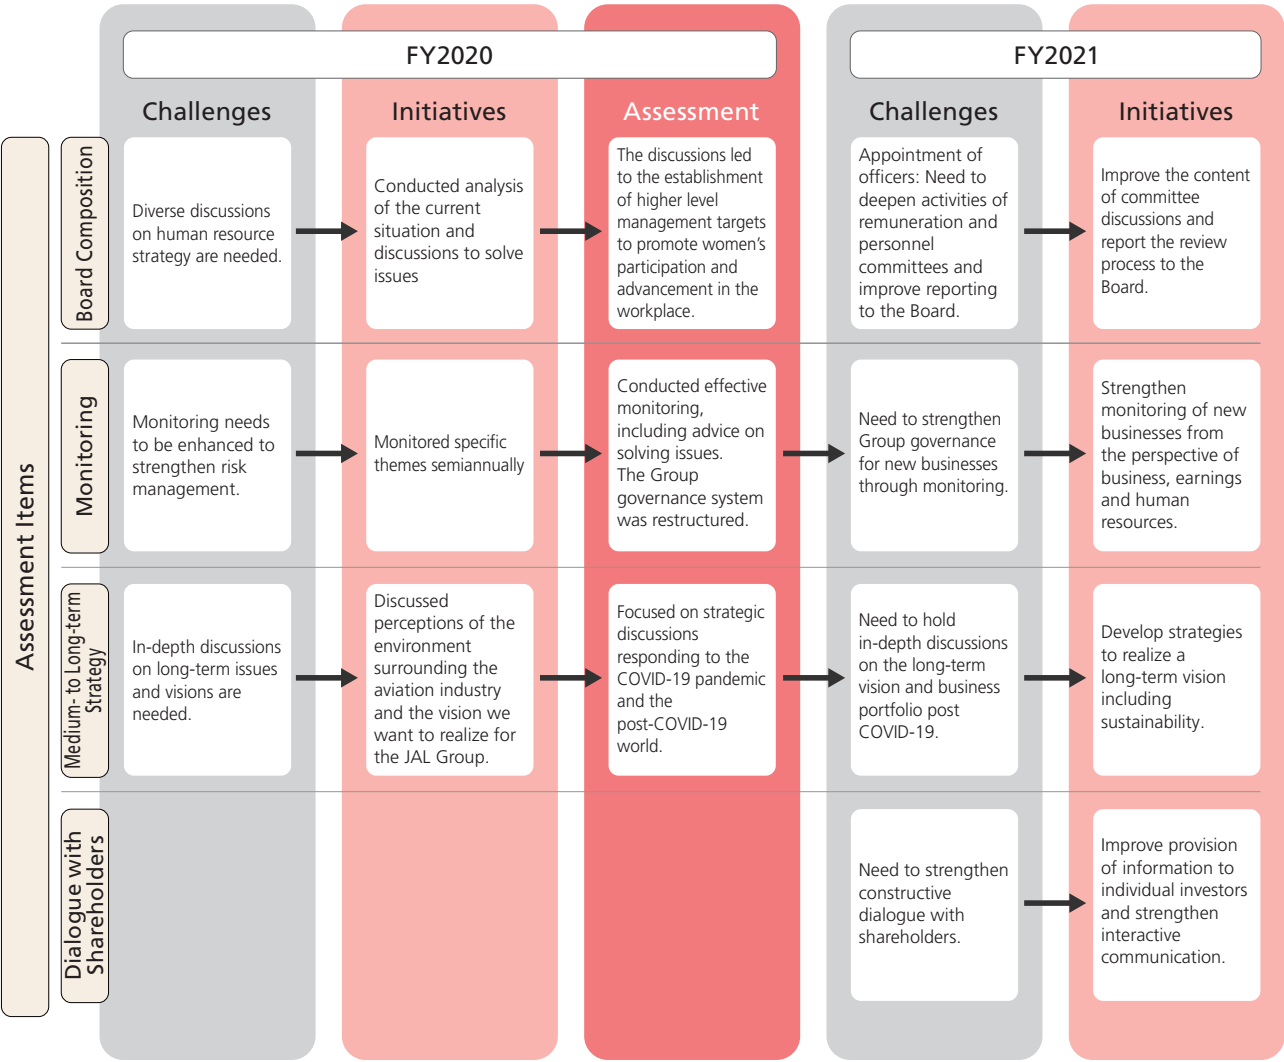 FY2020
FY2021
Challenges
Initiatives
Assessment
Challenges
Initiatives
Assessment Items
Board Composition
Diverse discussions
on human resource
strategy are needed.
Conducted analysis
of the current
situation and
discussions to solve
issues
The discussions led
to the establishment
of higher level
management targets
to promote women’s
participation and
advancement in the
workplace.
Appointment of
officers: Need to
deepen activities of
remuneration and
personnel
committees and
improve reporting
to the Board.
Improve the content
of committee
discussions and
report the review
process to the
Board.
Monitoring
Monitoring needs
to be enhanced to
strengthen risk
management.
Monitored specific
themes semiannually
Conducted effective
monitoring,
including advice on
solving issues.
The Group
governance system
was restructured.
Need to strengthen
Group governance
for new businesses
through monitoring.
Strengthen
monitoring of new
businesses from
the perspective of
business, earnings
and human
resources.
Medium- to Long-term
Strategy
In-depth discussions
on long-term issues
and visions are
needed.
Discussed
perceptions of the
environment
surrounding the
aviation industry
and the vision we
want to realize for
the JAL Group.
Focused on strategic
discussions
responding to the
COVID-19 pandemic
and the
post-COVID-19
world.
Need to hold
in-depth discussions
on the long-term
vision and business
portfolio post
COVID-19.
Develop strategies
to realize a
long-term vision
including
sustainability.
Dialogue with
Shareholders
Need to strengthen
constructive
dialogue with
shareholders.
Improve provision
of information to
individual investors
and strengthen
interactive
communication.